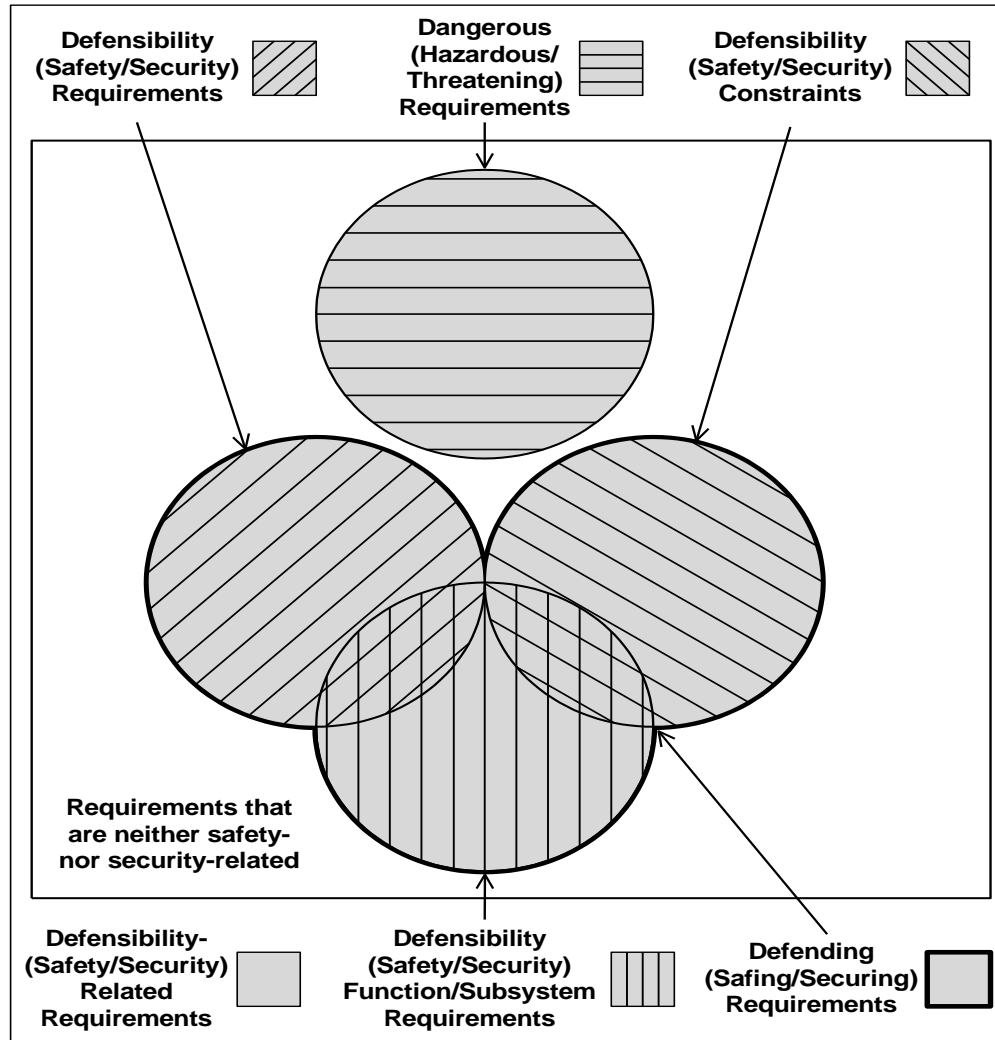 Defensibility
(Safety/Security)
Requirements
Dangerous
(Hazardous/
Threatening)
Requirements
Defensibility
(Safety/Security)
Constraints
Requirements that
are neither safety-
nor security-related
Defensibility-
(Safety/Security)
Related
Requirements
Defensibility
(Safety/Security)
Function/Subsystem
Requirements
Defending
(Safing/Securing)
Requirements